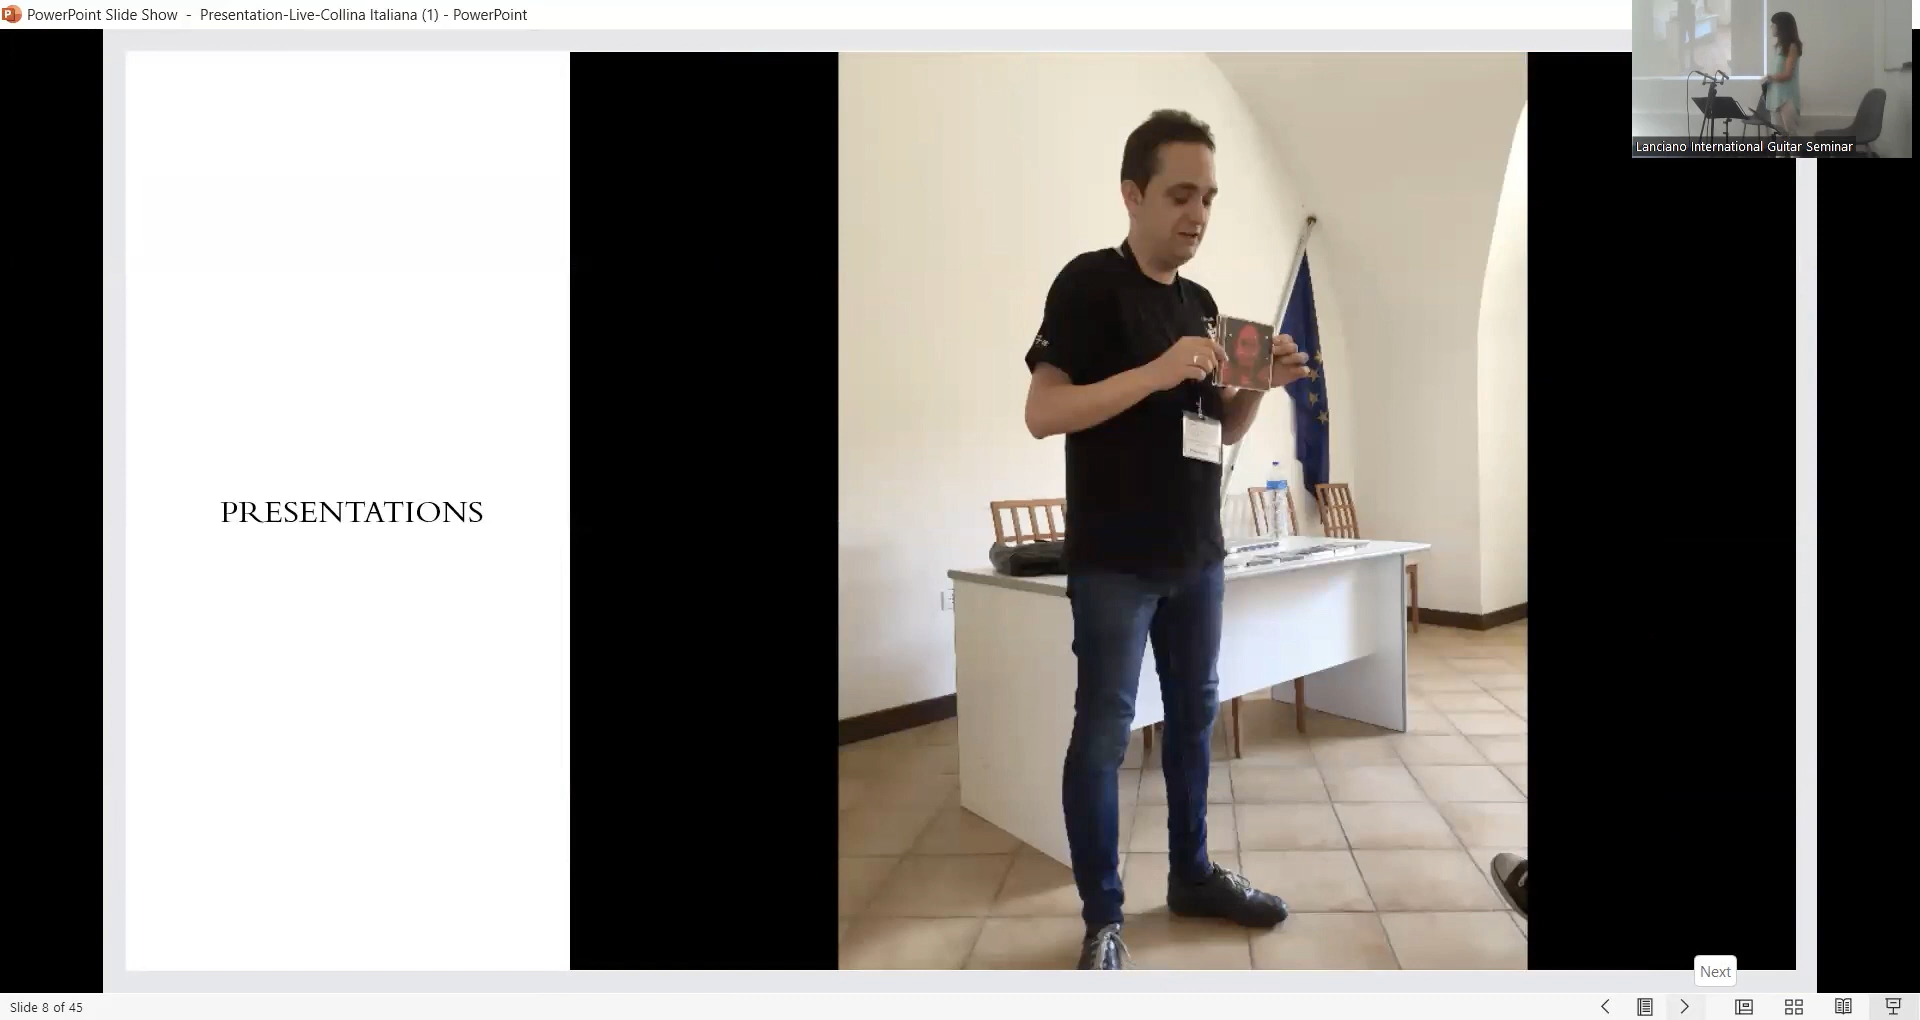 PowerPoint Slide Show - Presentation-Live-Collina Italiana (1) - PowerPoint
Lanciano International Guitar Seminar
PRESENTATIONS
Next
Slide 8 of 45